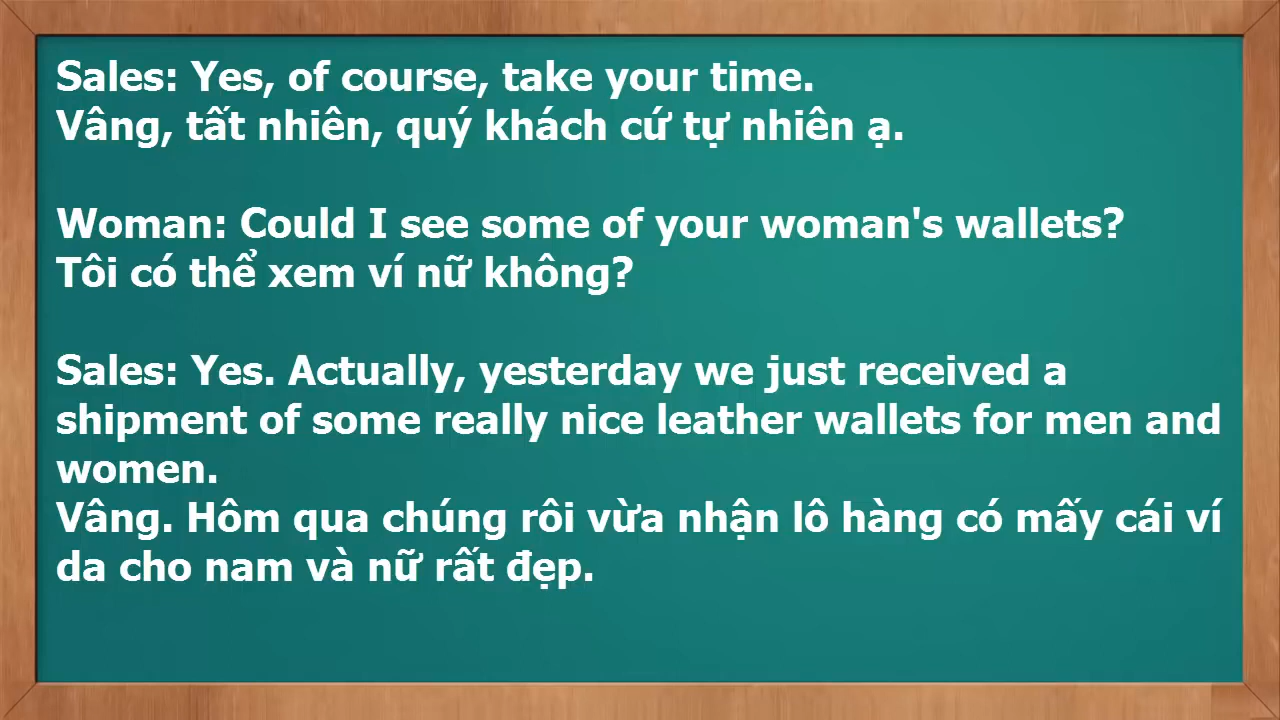 Sales: Yes, of course, take your time.
Vâng, tất nhiên, quý khách cứ tự nhiên ạ.
Woman: Could I see some of your woman's wallets?
Tôi có thể xem ví nữ không?
Sales: Yes. Actually, yesterday we just received a
shipment of some really nice leather wallets for men and
women.
Vâng. Hôm qua chúng rôi vừa nhận lô hàng có mấy cái ví
da cho nam và nữ rất đẹp.